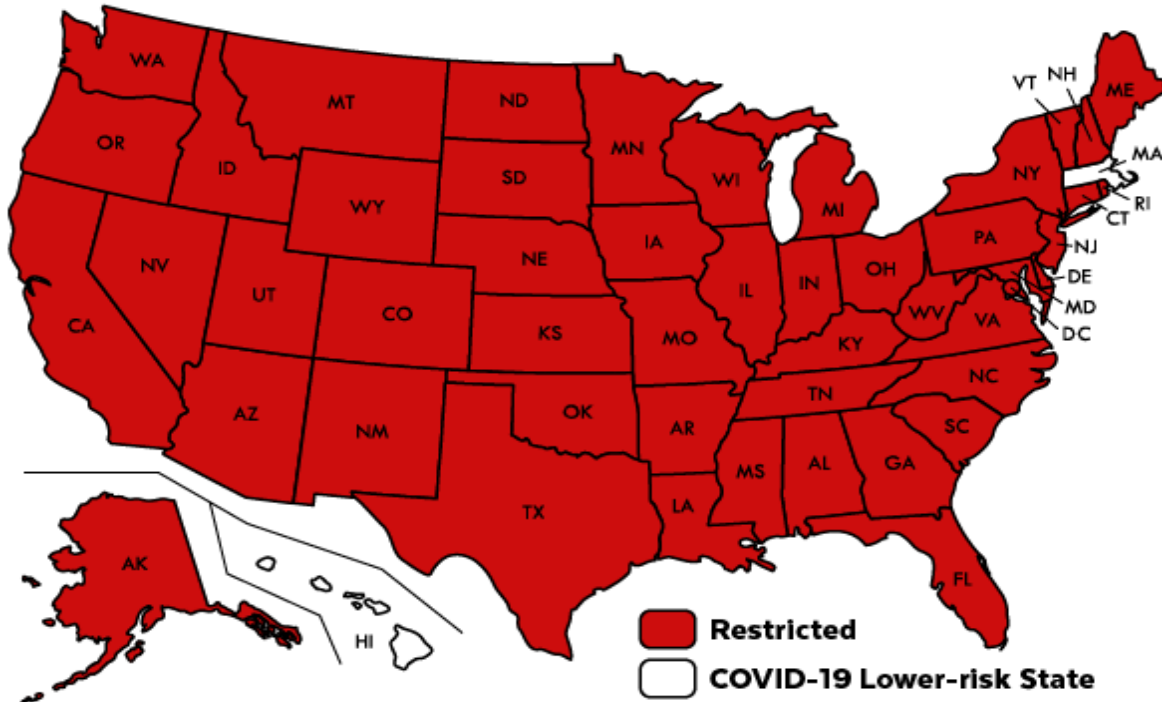 WA
MT
ND
MN
VT
NH
ME
OR
ID
SD
WI
MI
NY
MA
RI
CT
WY
IA
PA
NJ
NV
NE
IL
IN
OH
DE
UT
CO
WV
VA
MD
DC
CA
KS
MO
KY
NC
AZ
NM
OK
AR
TN
SC
MS
AL
GA
TX
LA
AK
FL
HI
Restricted
COVID-19 Lower-risk State